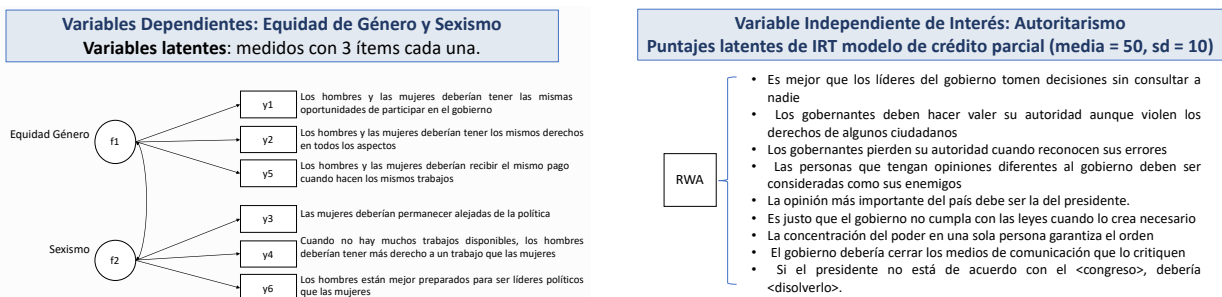 Variables Dependientes: Equidad de Género y Sexismo
Variables latentes: medidos con 3 ítems cada una.
Equidad Género
f1
y1
Los hombres y las mujeres deberían tener las mismas
oportunidades de participar en el gobierno
y2
Los hombres y las mujeres deberían tener los mismos derechos
en todos los aspectos
y5
Los hombres y las mujeres deberían recibir el mismo pago
cuando hacen los mismos trabajos
Sexismo
f2
y3
Las mujeres deberían permanecer alejadas de la política
y4
Cuando no hay muchos trabajos disponibles, los hombres
deberían tener más derecho a un trabajo que las mujeres
y6
Los hombres están mejor preparados para ser líderes políticos
que las mujeres
Variable Independiente de Interés: Autoritarismo
Puntajes latentes de IRT modelo de crédito parcial (media = 50, sd = 10)
RWA
• Es mejor que los líderes del gobierno tomen decisiones sin consultar a
nadie
• Los gobernantes deben hacer valer su autoridad aunque violen los
derechos de algunos ciudadanos
• Los gobernantes pierden su autoridad cuando reconocen sus errores
• Las personas que tengan opiniones diferentes al gobierno deben ser
consideradas como sus enemigos
• La opinión más importante del país debe ser la del presidente.
• Es justo que el gobierno no cumpla con las leyes cuando lo crea necesario
• La concentración del poder en una sola persona garantiza el orden
• El gobierno debería cerrar los medios de comunicación que lo critiquen
• Si el presidente no está de acuerdo con el <congreso>, debería
<disolverlo>.